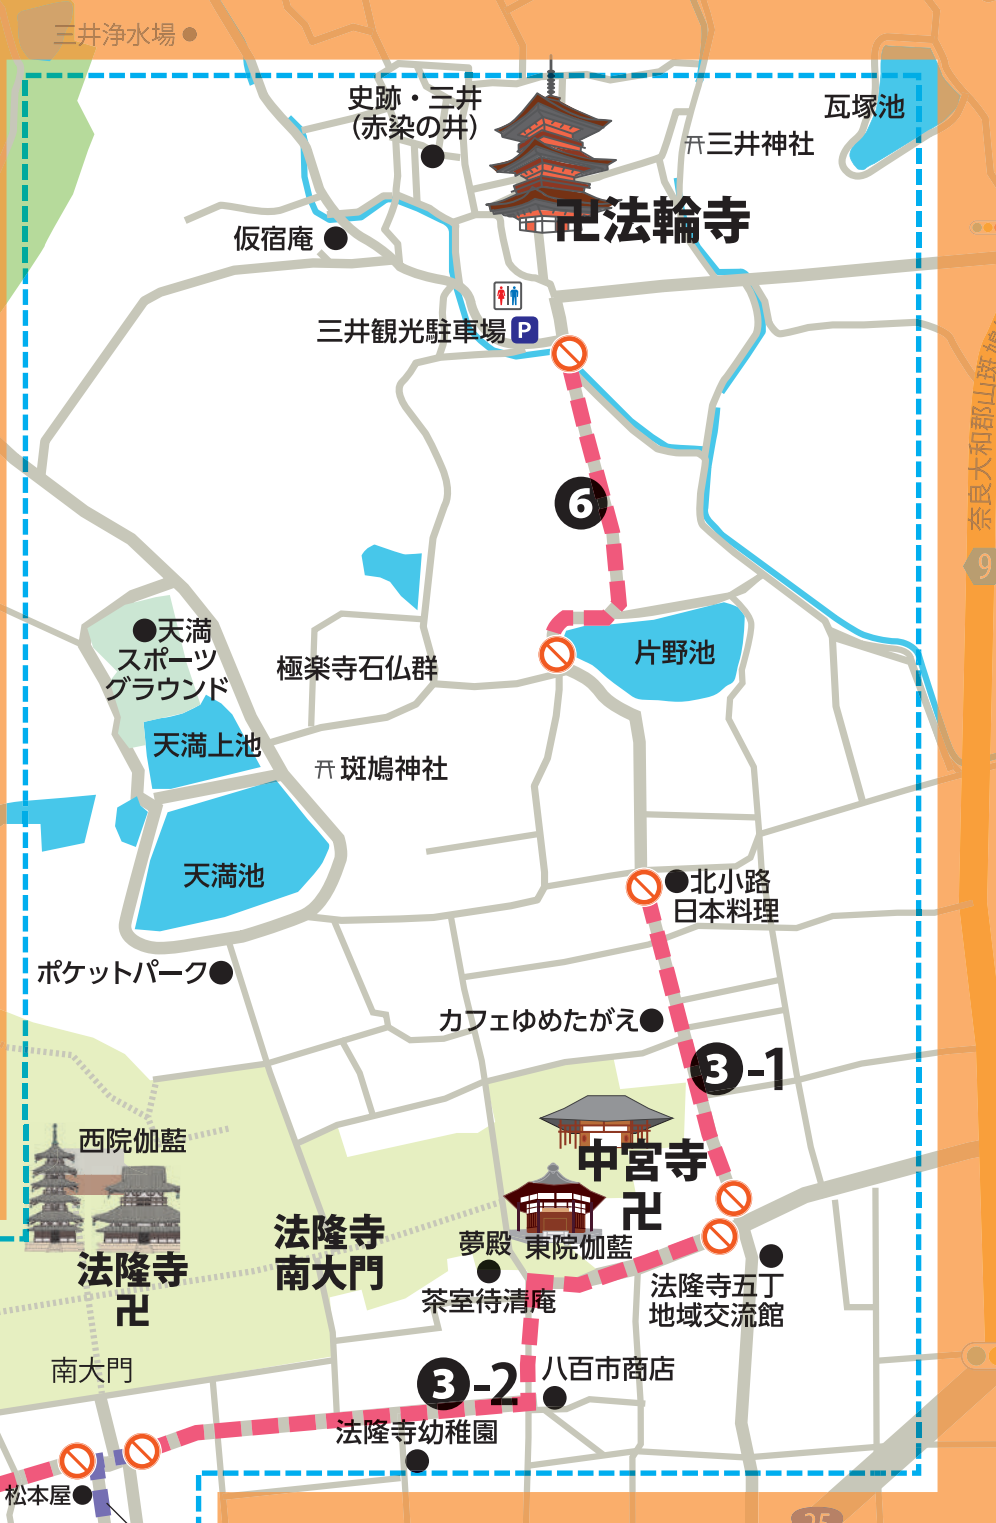 三井浄水場
史跡・三井
（赤染の井）
瓦塚池
三井神社
卍法輪寺
仮宿庵
三井観光駐車場 P
奈良大和郡山斑鳩
6
9
天満
スポーツ
グラウンド
片野池
極楽寺石仏群
天満上池
斑鳩神社
天満池
北小路
日本料理
ポケットパーク
カフェゆめたがえ
3-1
西院伽藍
中宮寺
卍
法隆寺
南大門
夢殿
東院伽藍
法隆寺
卍
茶室待清庵
法隆寺五丁
地域交流館
南大門
3-2
八百市商店
法隆寺幼稚園
松本屋
25